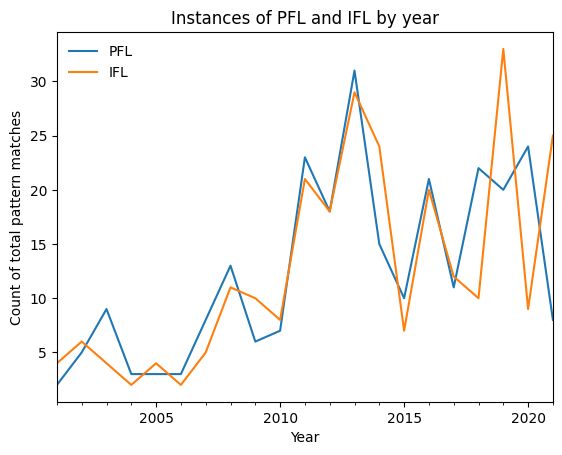 Instances of PFL and IFL by year
PFL
IFL
Count of total pattern matches
30
25
20
15
10
5
2005
2010
2015
2020
Year